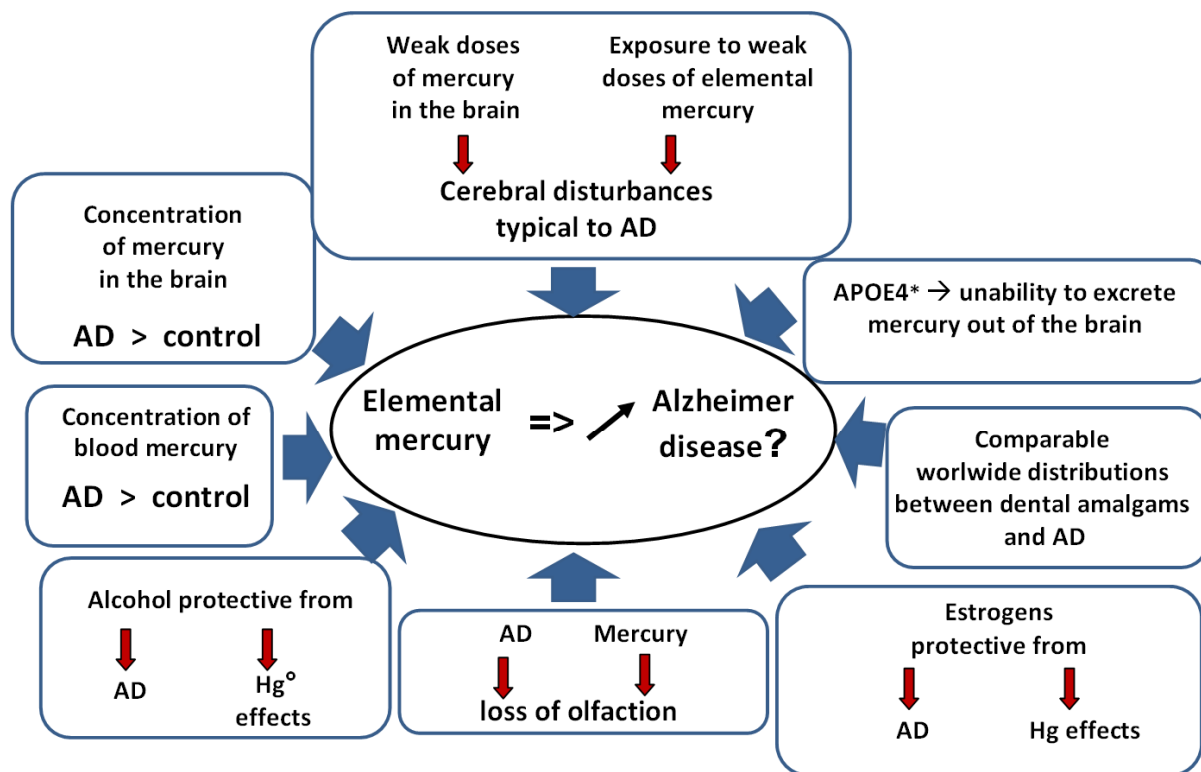 Weak doses
of mercury
in the brain
Exposure to weak
doses of elemental
mercury
Cerebral disturbances
typical to AD
Concentration
of mercury
in the brain
AD > control
APOE4* → unability to excrete
mercury out of the brain
Elemental
mercury
=>
Alzheimer
disease?
Concentration of
blood mercury
AD > control
Comparable
worlwide distributions
between dental amalgams
and AD
Alcohol protective from
AD
Hg°
effects
AD
Mercury
loss of olfaction
Estrogens
protective from
AD
Hg effects